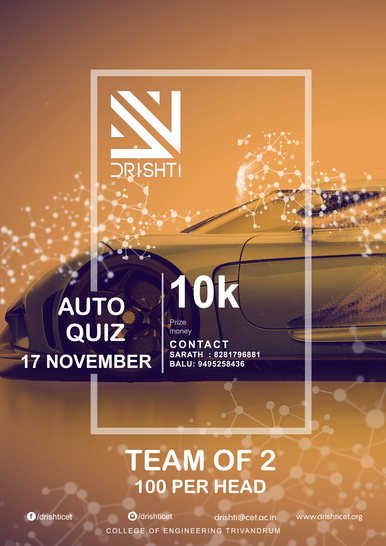 DRISHTI
AUTO
QUIZ
17 NOVEMBER
10k
Prize
money
CONTACT
SARATH : 8281796881
BALU: 9495258436
TEAM OF 2
100 PER HEAD
/drishticet
/drishticet
drishti@cet.ac.in
www.drishticet.org
COLLEGE OF ENGINEERING TRIVANDRUM